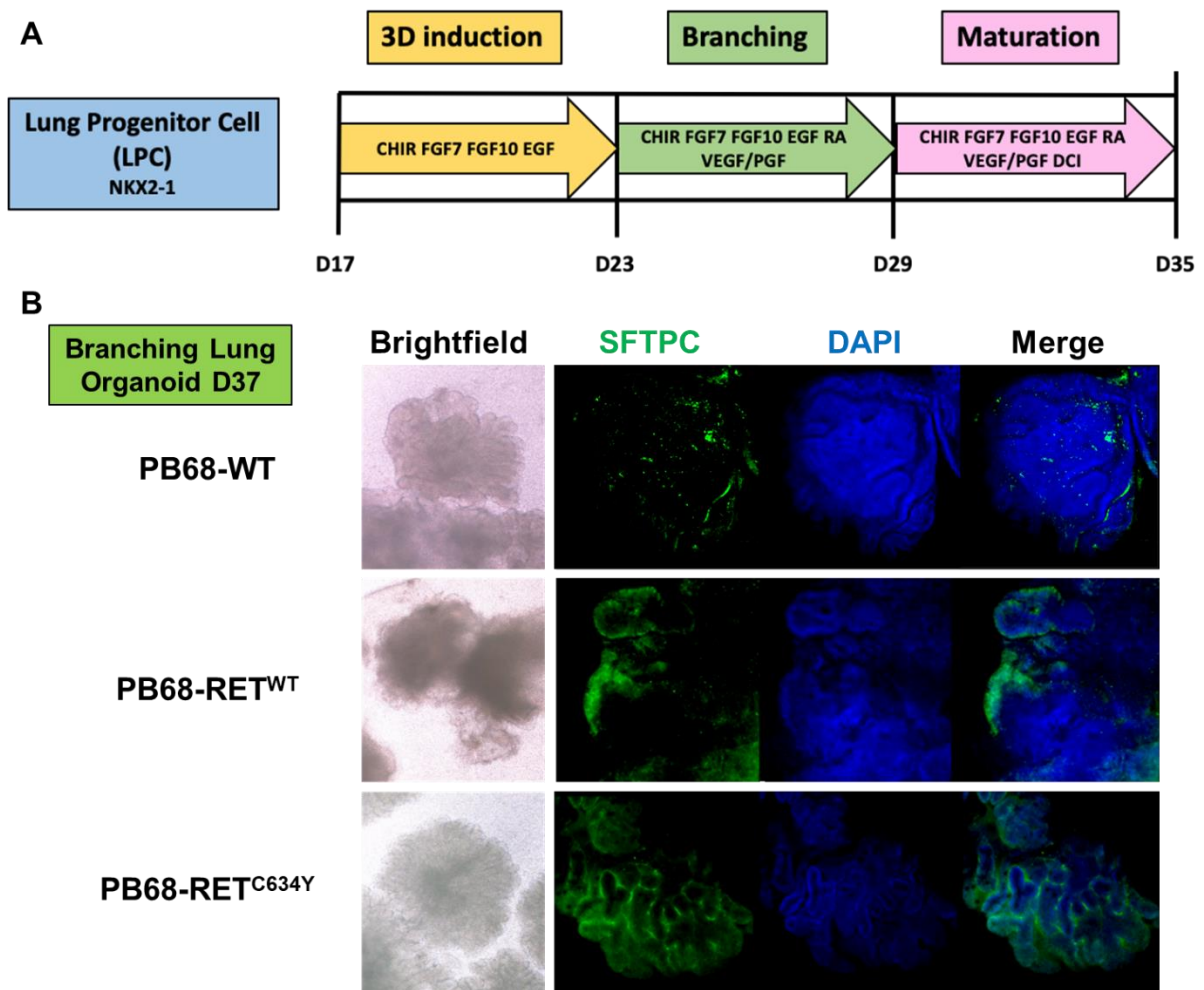 A
3D induction
Branching
Maturation
Lung Progenitor Cell
(LPC)
NKX2-1
CHIR FGF7 FGF10 EGF
CHIR FGF7 FGF10 EGF RA
VEGF/PGF
CHIR FGF7 FGF10 EGF RA
VEGF/PGF DCI
D17
D23
D29
D35
B
Branching Lung
Organoid D37
Brightfield
SFTPC
DAPI
Merge
PB68-WT
PB68-RETWT
PB68-RETC634Y